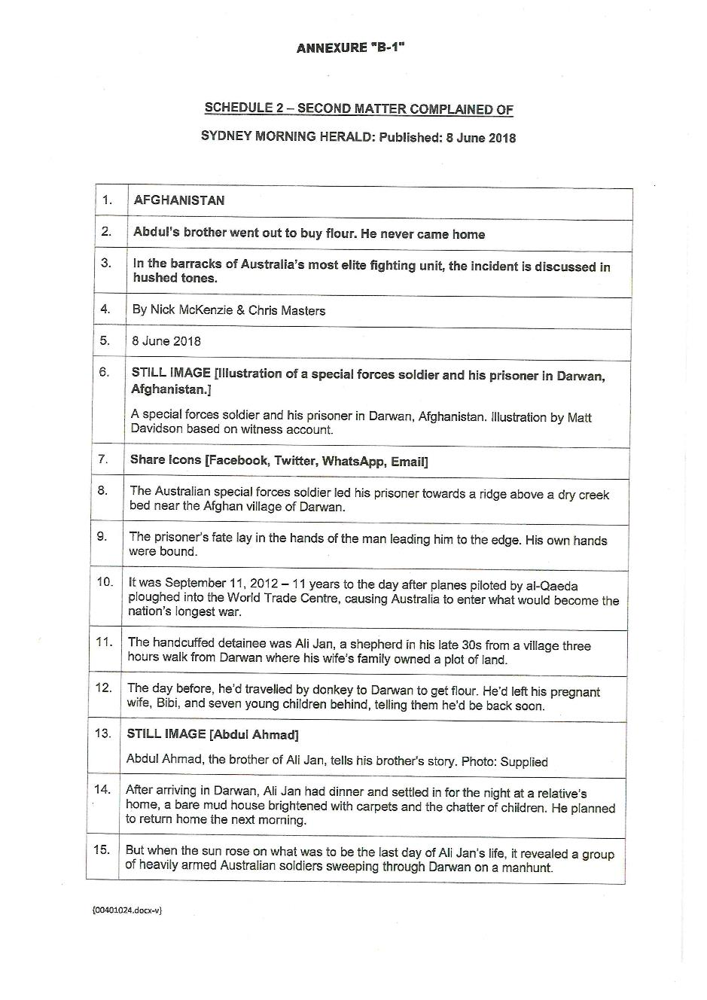 ANNEXURE "B-1"
SCHEDULE 2 – SECOND MATTER COMPLAINED OF
SYDNEY MORNING HERALD: Published: 8 June 2018
1. AFGHANISTAN
2. Abdul's brother went out to buy flour. He never came home
3. In the barracks of Australia's most elite fighting unit, the incident is discussed in
hushed tones.
4. By Nick McKenzie & Chris Masters
5. 8 June 2018
6. STILL IMAGE [Illustration of a special forces soldier and his prisoner in Darwan,
Afghanistan.]
A special forces soldier and his prisoner in Darwan, Afghanistan. Illustration by Matt
Davidson based on witness account.
7. Share Icons [Facebook, Twitter, WhatsApp, Email]
8. The Australian special forces soldier led his prisoner towards a ridge above a dry creek
bed near the Afghan village of Darwan.
9. The prisoner's fate lay in the hands of the man leading him to the edge. His own hands
were bound.
10. It was September 11, 2012 – 11 years to the day after planes piloted by al-Qaeda
ploughed into the World Trade Centre, causing Australia to enter what would become the
nation's longest war.
11. The handcuffed detainee was Ali Jan, a shepherd in his late 30s from a village three
hours walk from Darwan where his wife's family owned a plot of land.
12. The day before, he'd travelled by donkey to Darwan to get flour. He'd left his pregnant
wife, Bibi, and seven young children behind, telling them he'd be back soon.
13. STILL IMAGE [Abdul Ahmad]
Abdul Ahmad, the brother of Ali Jan, tells his brother's story. Photo: Supplied
14. After arriving in Darwan, Ali Jan had dinner and settled in for the night at a relative's
home, a bare mud house brightened with carpets and the chatter of children. He planned
to return home the next morning.
15. But when the sun rose on what was to be the last day of Ali Jan's life, it revealed a group
of heavily armed Australian soldiers sweeping through Darwan on a manhunt.
{00401024.docx-v}